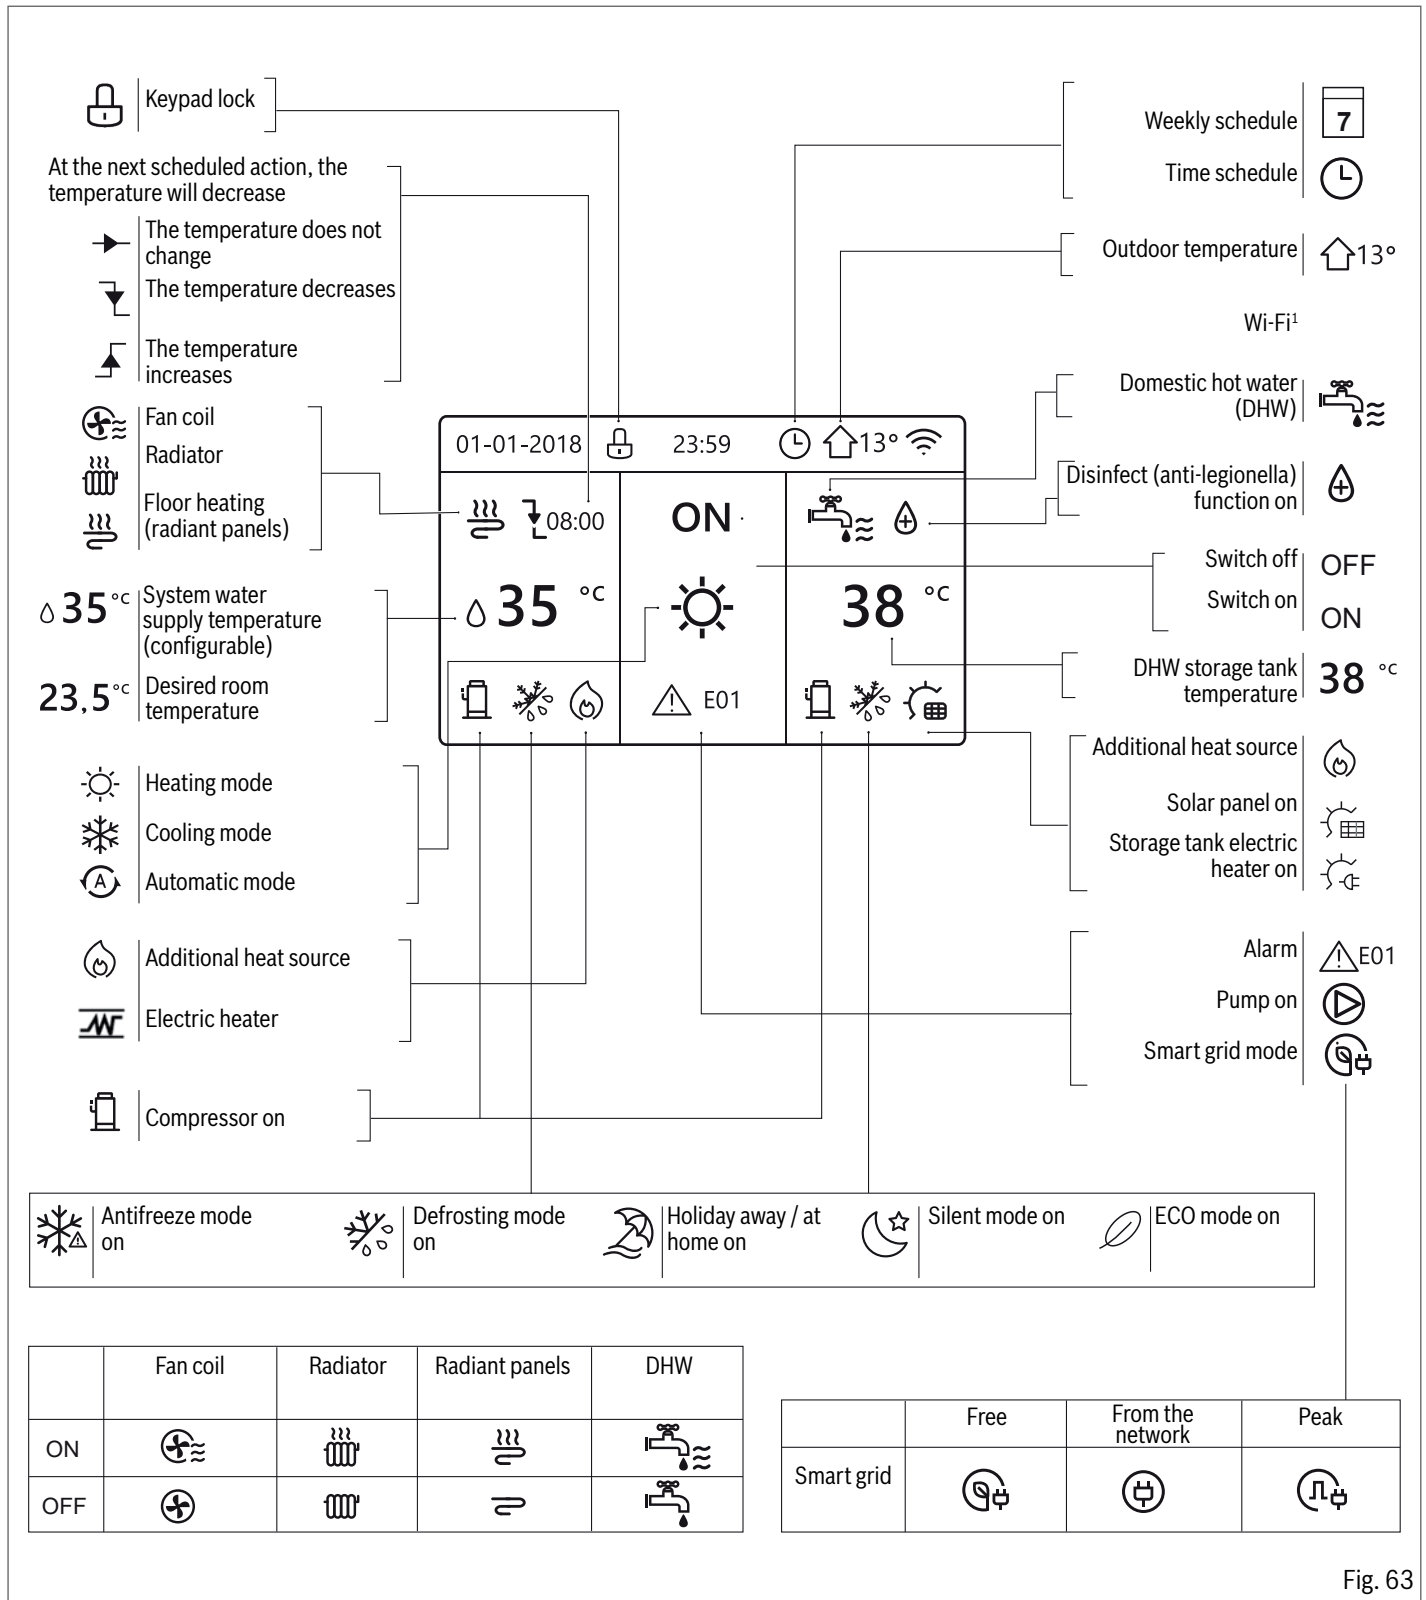 Keypad lock
At the next scheduled action, the
temperature will decrease
The temperature does not
change
The temperature decreases
The temperature
increases
Fan coil
Radiator
Floor heating
(radiant panels)
35 °C
System water
supply temperature
(configurable)
23,5 °C
Desired room
temperature
Heating mode
Cooling mode
A
Automatic mode
Additional heat source
Electric heater
Compressor on
01-01-2018
23:59
13°
08:00
ON
35 °C
38 °C
E01
Weekly schedule
7
Time schedule
Outdoor temperature
13°
Wi-Fi¹
Domestic hot water
(DHW)
Disinfect (anti-legionella)
function on
Switch off
OFF
Switch on
ON
DHW storage tank
temperature
38 °C
Additional heat source
Solar panel on
Storage tank electric
heater on
Alarm
E01
Pump on
Smart grid mode
Antifreeze mode
on
Defrosting mode
on
Holiday away / at
home on
Silent mode on
ECO mode on
Fan coil Radiator Radiant panels DHW
ON
OFF
Free From the
network Peak
Smart grid
Fig. 63